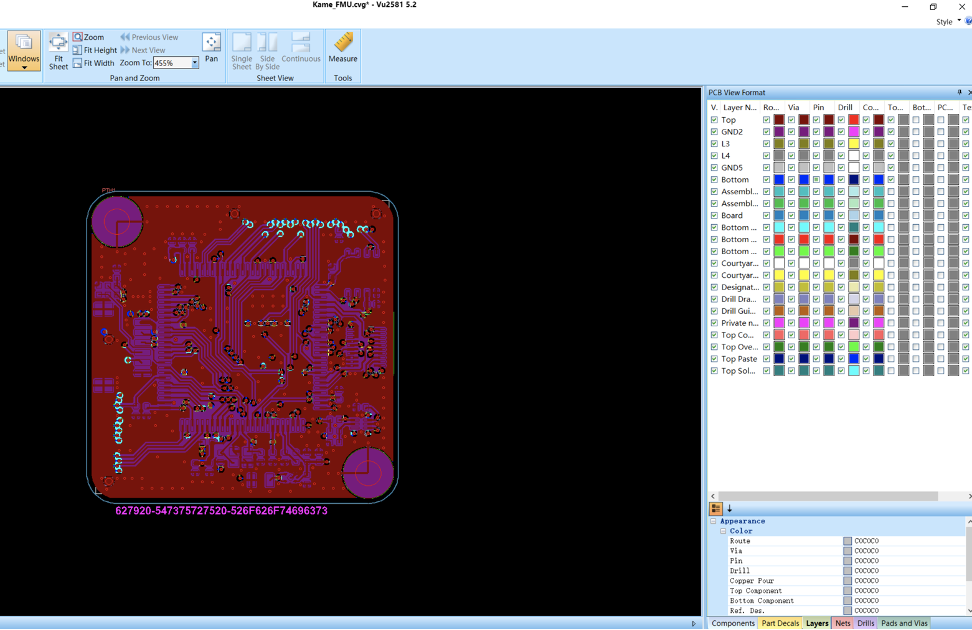 Kame_FMU.cvg* - Vu2581 5.2
Style
Windows
Fit Sheet
Zoom
Fit Height
Fit Width
Previous View
Next View
Zoom To: 455%
Pan
Pan and Zoom
Single Sheet
Side By Side
Continuous
Sheet View
Measure
Tools
PCB View Format
V. Layer N... Ro... Via Pin Drill Co... To... Bot... PC... Te
Top
GND2
L3
L4
GND5
Bottom
Assembl...
Assembl...
Board
Bottom ...
Bottom ...
Bottom ...
Courtyar...
Courtyar...
Designat...
Drill Dra...
Drill Gui...
Private n...
Top Co...
Top Ove...
Top Paste
Top Sol...
627920-547375727520-526F626F74696373
Appearance
Color
Route C0C0C0
Via C0C0C0
Pin C0C0C0
Drill C0C0C0
Copper Pour C0C0C0
Top Component C0C0C0
Bottom Component C0C0C0
Ref. Des. C0C0C0
Components Part Decals Layers Nets Drills Pads and Vias